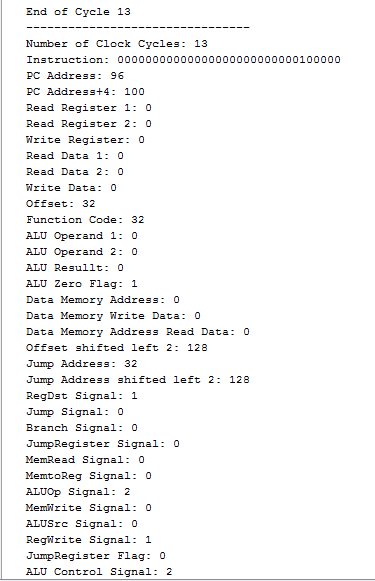 End of Cycle 13
--------------------------------
Number of Clock Cycles: 13
Instruction: 00000000000000000000000000100000
PC Address: 96
PC Address+4: 100
Read Register 1: 0
Read Register 2: 0
Write Register: 0
Read Data 1: 0
Read Data 2: 0
Write Data: 0
Offset: 32
Function Code: 32
ALU Operand 1: 0
ALU Operand 2: 0
ALU Resullt: 0
ALU Zero Flag: 1
Data Memory Address: 0
Data Memory Write Data: 0
Data Memory Address Read Data: 0
Offset shifted left 2: 128
Jump Address: 32
Jump Address shifted left 2: 128
RegDst Signal: 1
Jump Signal: 0
Branch Signal: 0
JumpRegister Signal: 0
MemRead Signal: 0
MemtoReg Signal: 0
ALUOp Signal: 2
MemWrite Signal: 0
ALUSrc Signal: 0
RegWrite Signal: 1
JumpRegister Flag: 0
ALU Control Signal: 2